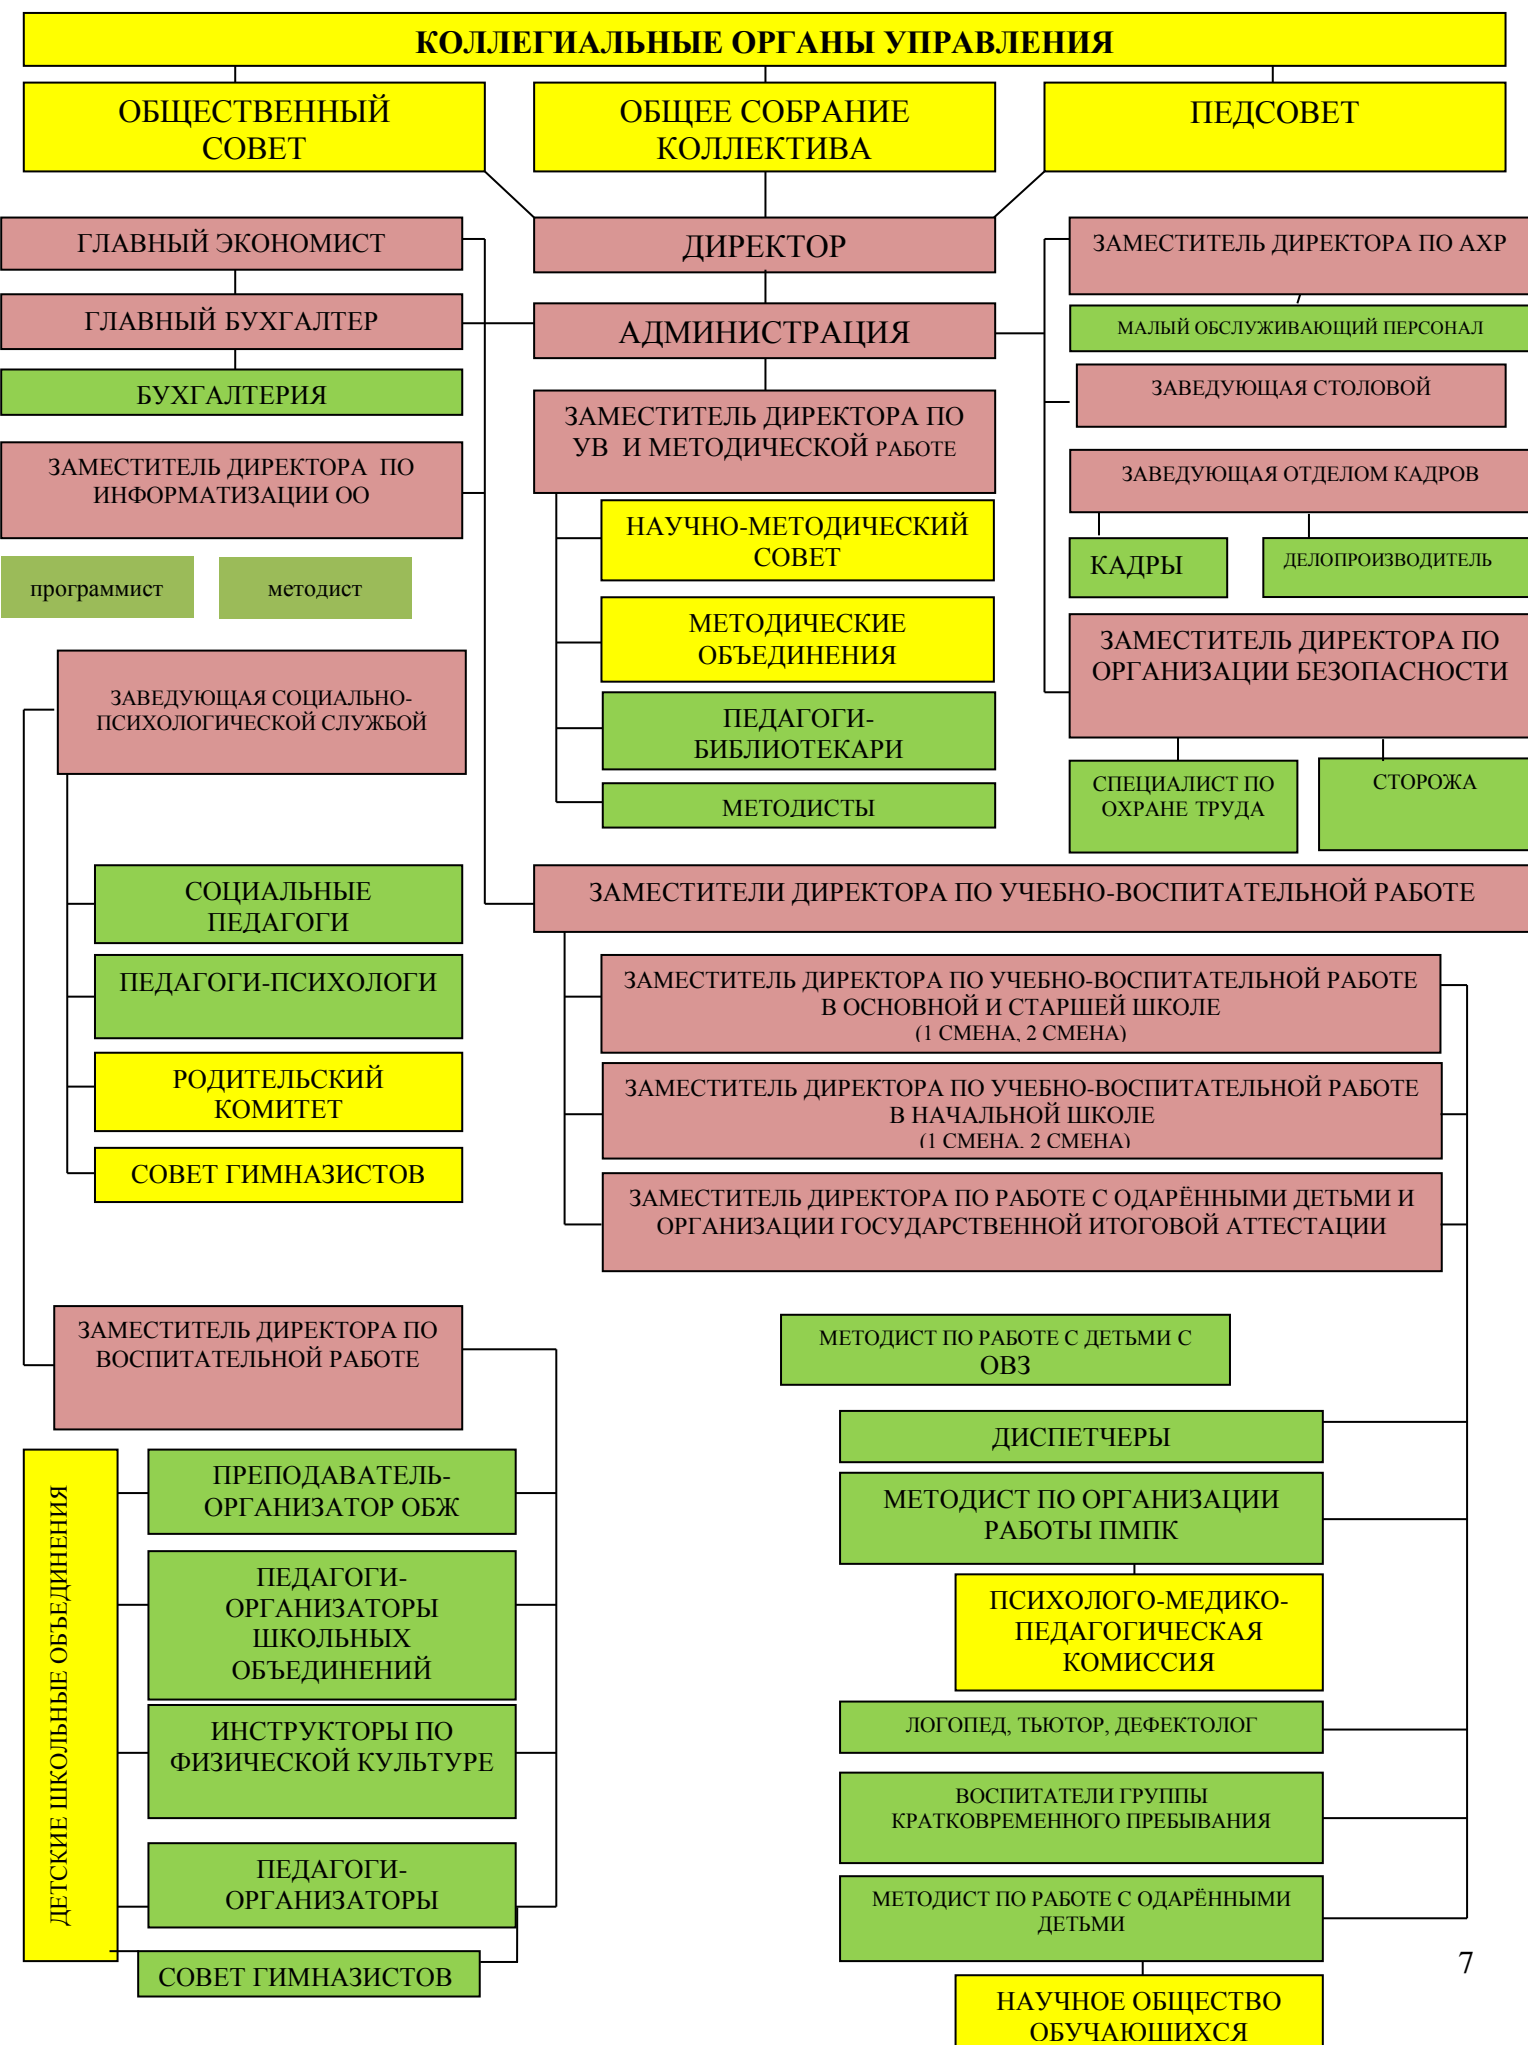 КОЛЛЕГИАЛЬНЫЕ ОРГАНЫ УПРАВЛЕНИЯ
ОБЩЕСТВЕННЫЙ
СОВЕТ
ОБЩЕЕ СОБРАНИЕ
КОЛЛЕКТИВА
ПЕДСОВЕТ
ГЛАВНЫЙ ЭКОНОМИСТ
ДИРЕКТОР
ЗАМЕСТИТЕЛЬ ДИРЕКТОРА ПО АХР
ГЛАВНЫЙ БУХГАЛТЕР
АДМИНИСТРАЦИЯ
МАЛЫЙ ОБСЛУЖИВАЮЩИЙ ПЕРСОНАЛ
БУХГАЛТЕРИЯ
ЗАМЕСТИТЕЛЬ ДИРЕКТОРА ПО
УВ И МЕТОДИЧЕСКОЙ РАБОТЕ
ЗАВЕДУЮЩАЯ СТОЛОВОЙ
ЗАМЕСТИТЕЛЬ ДИРЕКТОРА ПО
ИНФОРМАТИЗАЦИИ ОО
ЗАВЕДУЮЩАЯ ОТДЕЛОМ КАДРОВ
НАУЧНО-МЕТОДИЧЕСКИЙ
СОВЕТ
КАДРЫ
ДЕЛОПРОИЗВОДИТЕЛЬ
программист
методист
МЕТОДИЧЕСКИЕ
ОБЪЕДИНЕНИЯ
ЗАМЕСТИТЕЛЬ ДИРЕКТОРА ПО
ОРГАНИЗАЦИИ БЕЗОПАСНОСТИ
ЗАВЕДУЮЩАЯ СОЦИАЛЬНО-
ПСИХОЛОГИЧЕСКОЙ СЛУЖБОЙ
ПЕДАГОГИ-
БИБЛИОТЕКАРИ
МЕТОДИСТЫ
СПЕЦИАЛИСТ ПО
ОХРАНЕ ТРУДА
СТОРОЖА
СОЦИАЛЬНЫЕ
ПЕДАГОГИ
ЗАМЕСТИТЕЛИ ДИРЕКТОРА ПО УЧЕБНО-ВОСПИТАТЕЛЬНОЙ РАБОТЕ
ПЕДАГОГИ-ПСИХОЛОГИ
ЗАМЕСТИТЕЛЬ ДИРЕКТОРА ПО УЧЕБНО-ВОСПИТАТЕЛЬНОЙ РАБОТЕ
В ОСНОВНОЙ И СТАРШЕЙ ШКОЛЕ
(1 СМЕНА, 2 СМЕНА)
РОДИТЕЛЬСКИЙ
КОМИТЕТ
ЗАМЕСТИТЕЛЬ ДИРЕКТОРА ПО УЧЕБНО-ВОСПИТАТЕЛЬНОЙ РАБОТЕ
В НАЧАЛЬНОЙ ШКОЛЕ
(1 СМЕНА, 2 СМЕНА)
СОВЕТ ГИМНАЗИСТОВ
ЗАМЕСТИТЕЛЬ ДИРЕКТОРА ПО РАБОТЕ С ОДАРЁННЫМИ ДЕТЬМИ И
ОРГАНИЗАЦИИ ГОСУДАРСТВЕННОЙ ИТОГОВОЙ АТТЕСТАЦИИ
ЗАМЕСТИТЕЛЬ ДИРЕКТОРА ПО
ВОСПИТАТЕЛЬНОЙ РАБОТЕ
МЕТОДИСТ ПО РАБОТЕ С ДЕТЬМИ С
ОВЗ
ДИСПЕТЧЕРЫ
ДЕТСКИЕ ШКОЛЬНЫЕ ОБЪЕДИНЕНИЯ
ПРЕПОДАВАТЕЛЬ-
ОРГАНИЗАТОР ОБЖ
МЕТОДИСТ ПО ОРГАНИЗАЦИИ
РАБОТЫ ПМПК
ПЕДАГОГИ-
ОРГАНИЗАТОРЫ
ШКОЛЬНЫХ
ОБЪЕДИНЕНИЙ
ПСИХОЛОГО-МЕДИКО-
ПЕДАГОГИЧЕСКАЯ
КОМИССИЯ
ИНСТРУКТОРЫ ПО
ФИЗИЧЕСКОЙ КУЛЬТУРЕ
ЛОГОПЕД, ТЬЮТОР, ДЕФЕКТОЛОГ
ВОСПИТАТЕЛИ ГРУППЫ
КРАТКОВРЕМЕННОГО ПРЕБЫВАНИЯ
ПЕДАГОГИ-
ОРГАНИЗАТОРЫ
МЕТОДИСТ ПО РАБОТЕ С ОДАРЁННЫМИ
ДЕТЬМИ
СОВЕТ ГИМНАЗИСТОВ
7
НАУЧНОЕ ОБЩЕСТВО
ОБУЧАЮЩИХСЯ